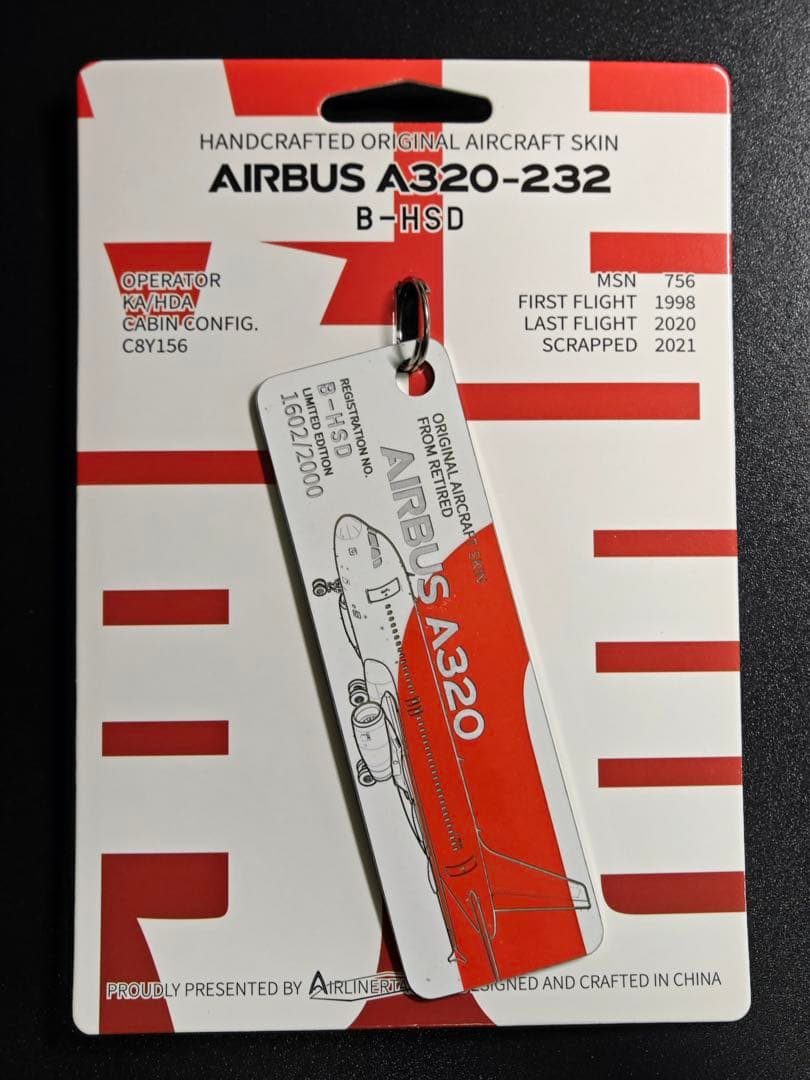 HANDCRAFTED ORIGINAL AIRCRAFT SKIN
AIRBUS A320-232
B-HSD
OPERATOR
KA/HDA
CABIN CONFIG.
C8Y156
MSN 756
FIRST FLIGHT 1998
LAST FLIGHT 2020
SCRAPPED 2021
REGISTRATION NO.
B-HSD
LIMITED EDITION
1602/2000
ORIGINAL AIRCRAFT SKIN
FROM RETIRED
AIRBUS A320
PROUDLY PRESENTED BY
AND CRAFTED IN CHINA